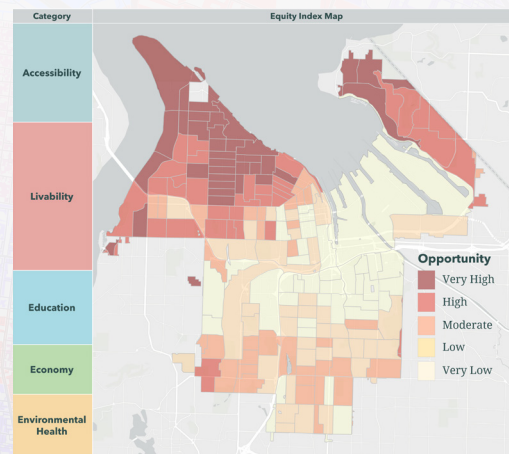 Category
Equity Index Map
Accessibility
Livability
Education
Economy
Environmental
Health
Opportunity
Very High
High
Moderate
Low
Very Low